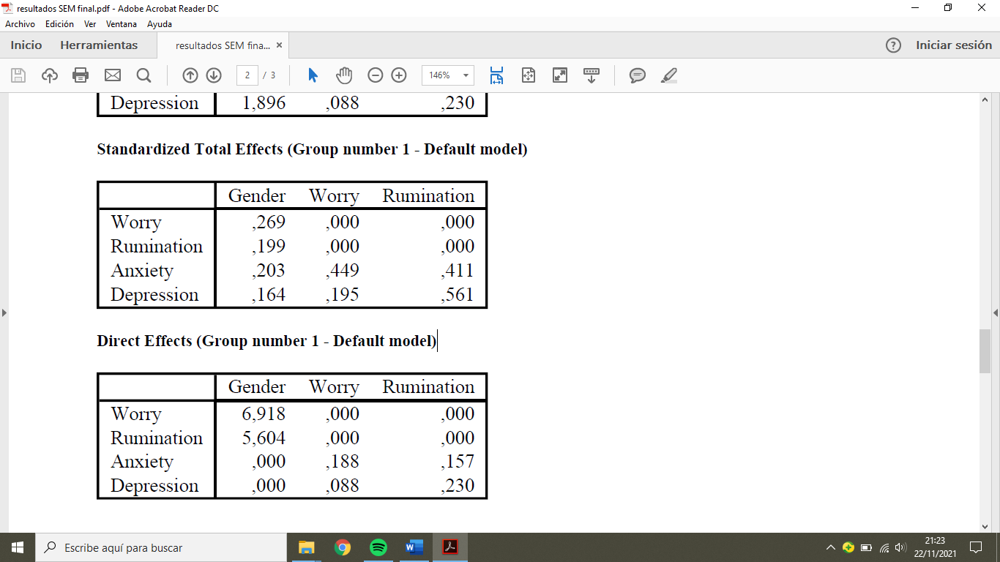 resultados SEM final.pdf - Adobe Acrobat Reader DC
Archivo Edición Ver Ventana Ayuda
Inicio Herramientas resultados SEM fina... × Iniciar sesión
2 / 3 146%
Depression 1,896 ,088 ,230
Standardized Total Effects (Group number 1 - Default model)
Gender Worry Rumination
Worry ,269 ,000 ,000
Rumination ,199 ,000 ,000
Anxiety ,203 ,449 ,411
Depression ,164 ,195 ,561
Direct Effects (Group number 1 - Default model)
Gender Worry Rumination
Worry 6,918 ,000 ,000
Rumination 5,604 ,000 ,000
Anxiety ,000 ,188 ,157
Depression ,000 ,088 ,230
Escribe aquí para buscar
21:23
22/11/2021